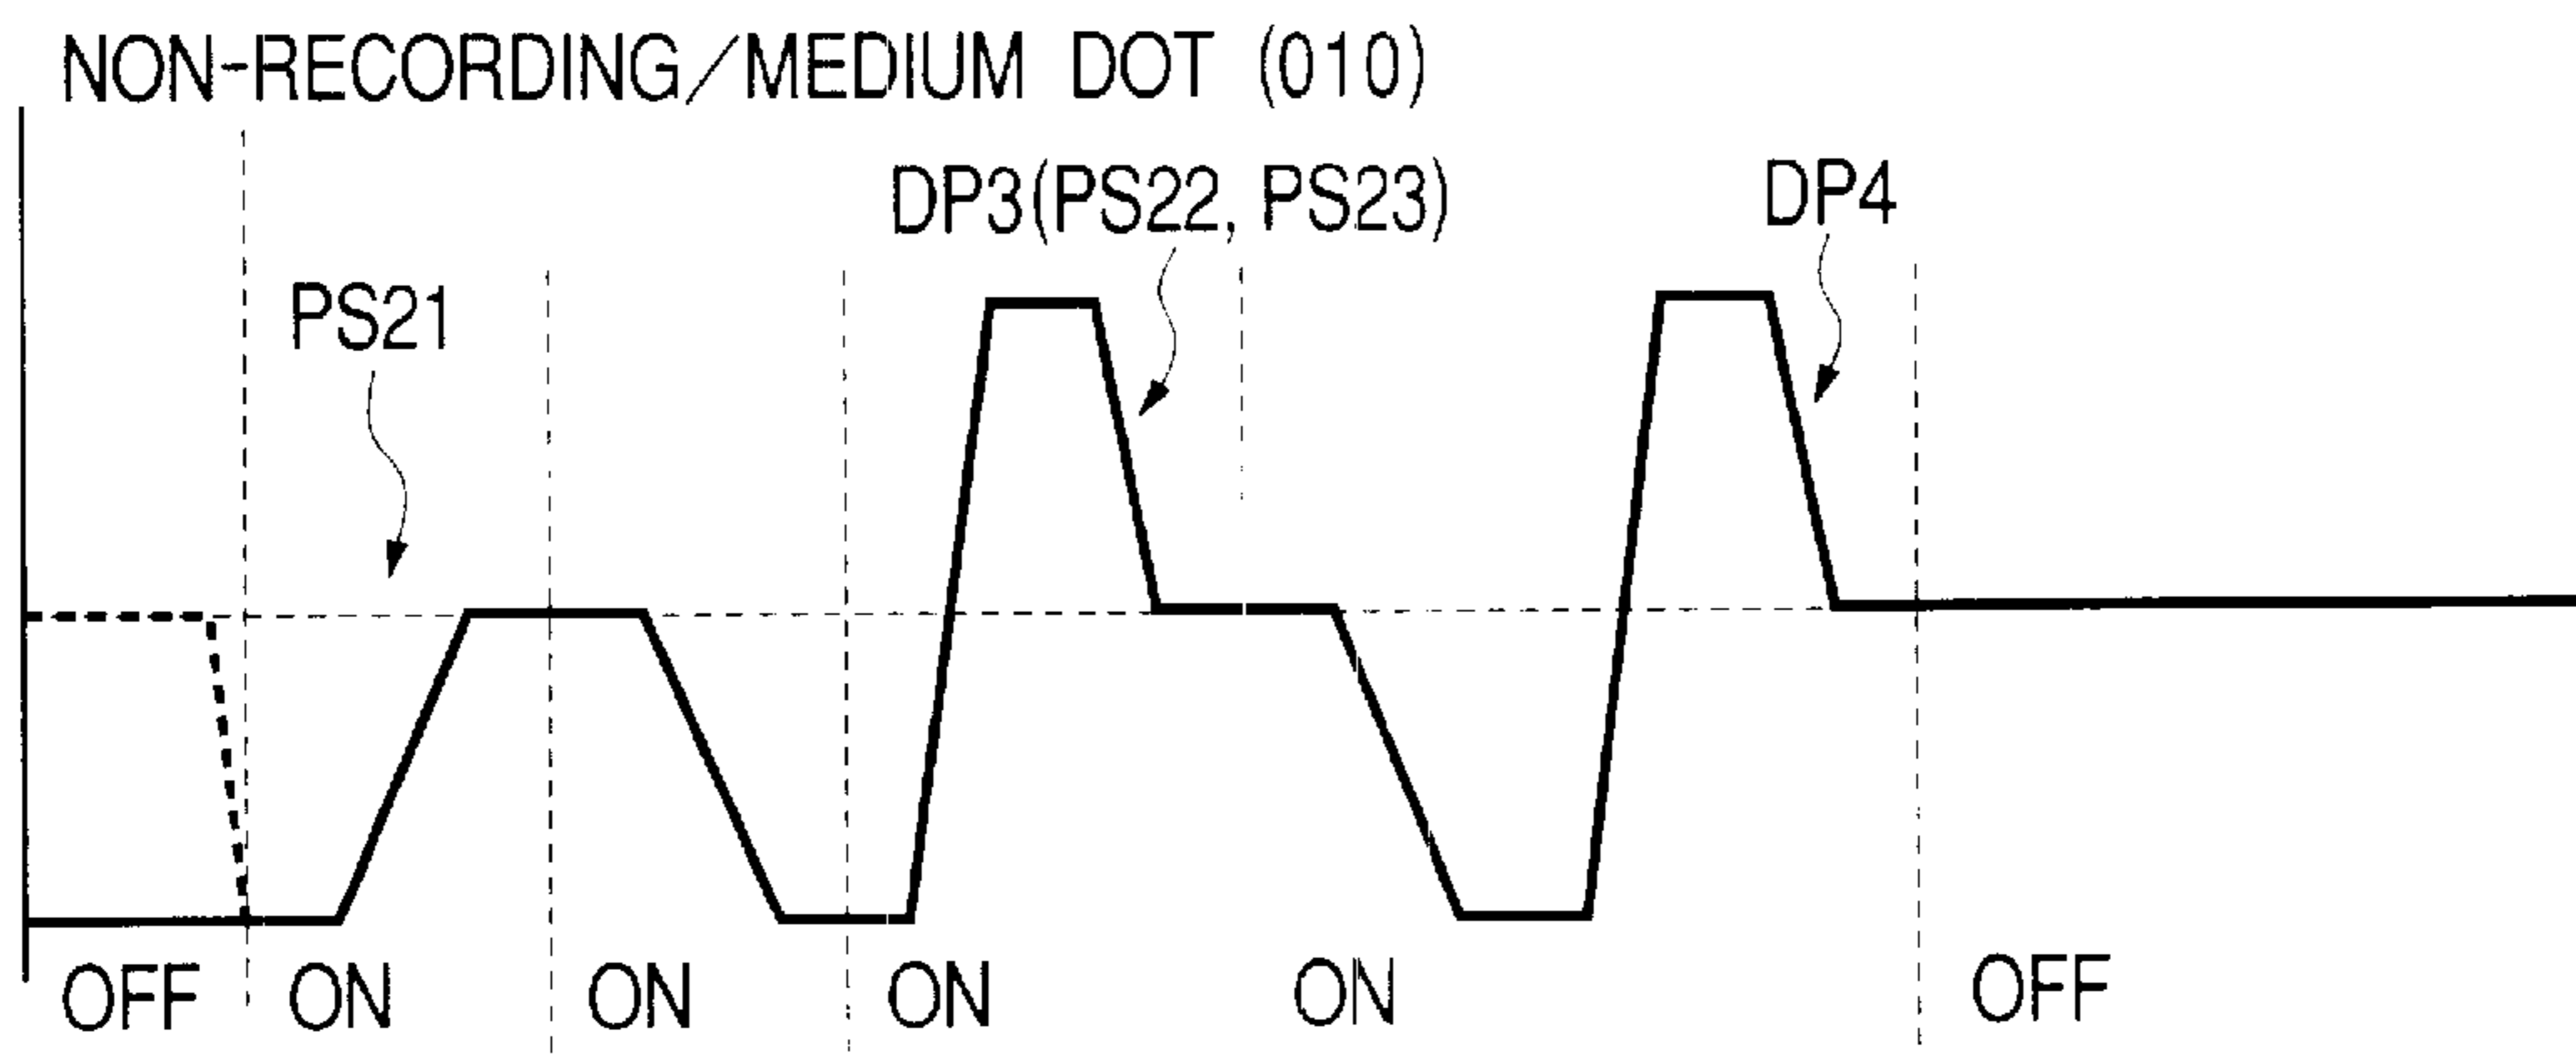 NON-RECORDING/MEDIUM DOT (010)
DP3(PS22, PS23)
DP4
PS21
OFF ON ON ON ON OFF